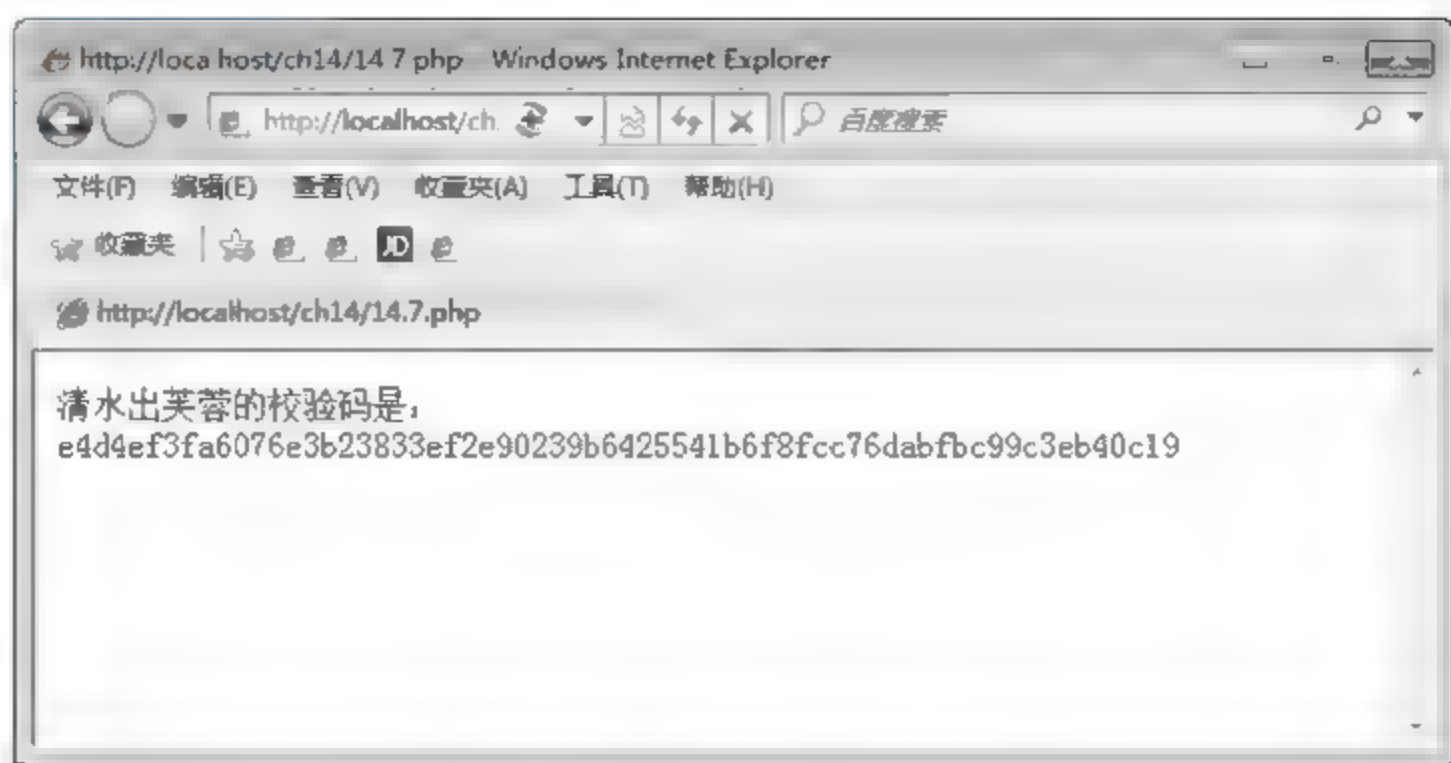 http://loca host/ch14/14 7 php Windows Internet Explorer
http://localhost/ch. 百度搜索
文件(F) 编辑(E) 查看(V) 收藏夹(A) 工具(T) 帮助(H)
收藏夹 JD
http://localhost/ch14/14.7.php
清水出芙蓉的校验码是:
e4d4ef3fa6076e3b23833ef2e90239b6425541b6f8fcc76dabfbc99c3eb40c19